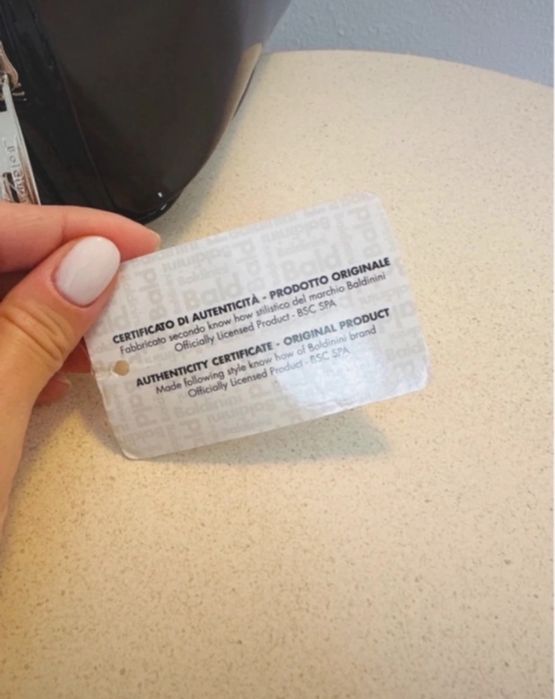 CERTIFICATO DI AUTENTICITÀ - PRODOTTO ORIGINALE
Fabbricato secondo know how stilistico del marchio Baldinini
Officially Licensed Product - BSC SPA
AUTHENTICITY CERTIFICATE - ORIGINAL PRODUCT
Made following style know how of Baldinini brand
Officially Licensed Product - BSC SPA